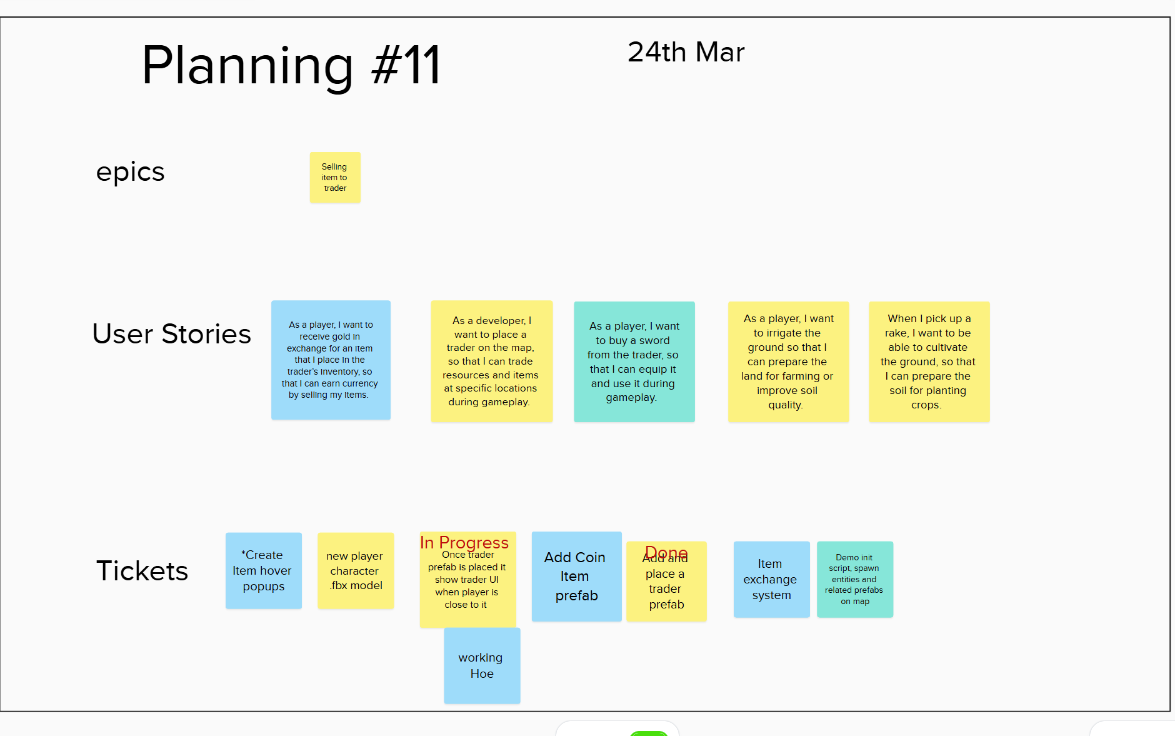 Planning #11
24th Mar
epics
Selling
item to
trader
User Stories
As a player, I want to
receive gold in
exchange for an item
that I place in the
trader's inventory, so
that I can earn currency
by selling my items.
As a developer, I
want to place a
trader on the map,
so that I can trade
resources and items
at specific locations
during gameplay.
As a player, I want
to buy a sword
from the trader, so
that I can equip it
and use it during
gameplay.
As a player, I want
to irrigate the
ground so that I
can prepare the
land for farming or
improve soil
quality.
When I pick up a
rake, I want to be
able to cultivate
the ground, so that
I can prepare the
soil for planting
crops.
Tickets
*Create
Item hover
popups
new player
character
.fbx model
In Progress
Once trader
prefab is placed it
show trader UI
when player is
close to it
working
Hoe
Add Coin
Item
prefab
Done
Add and
place a
trader
prefab
Item
exchange
system
Demo init
script, spawn
entities and
related prefabs
on map